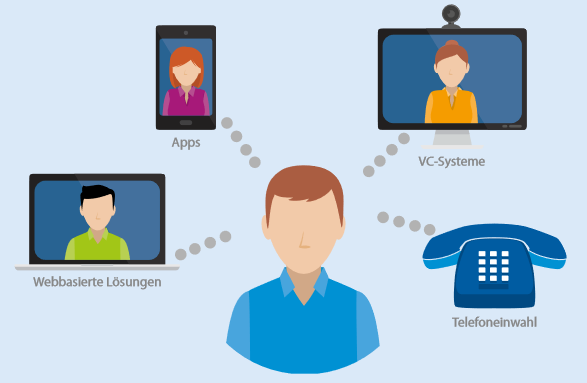 Apps
VC-Systeme
Webbasierte Lösungen
Telefoneinwahl